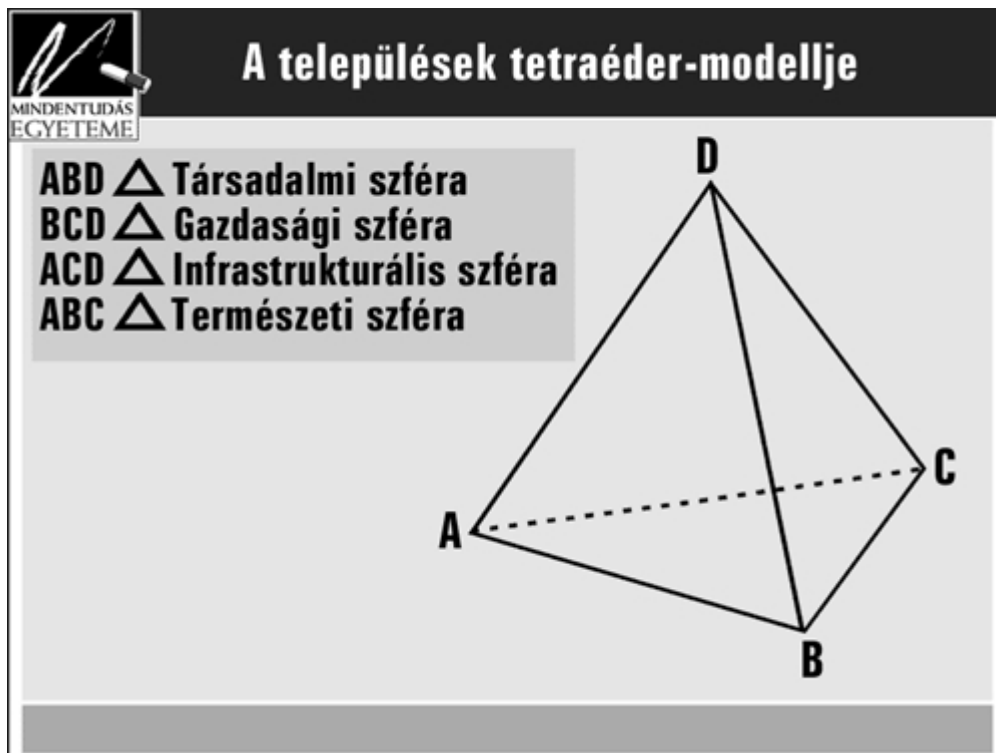 A települések tetraéder-modellje
MINDENTUDÁS
EGYETEME
ABD △ Társadalmi szféra
BCD △ Gazdasági szféra
ACD △ Infrastrukturális szféra
ABC △ Természeti szféra
D
C
A
B